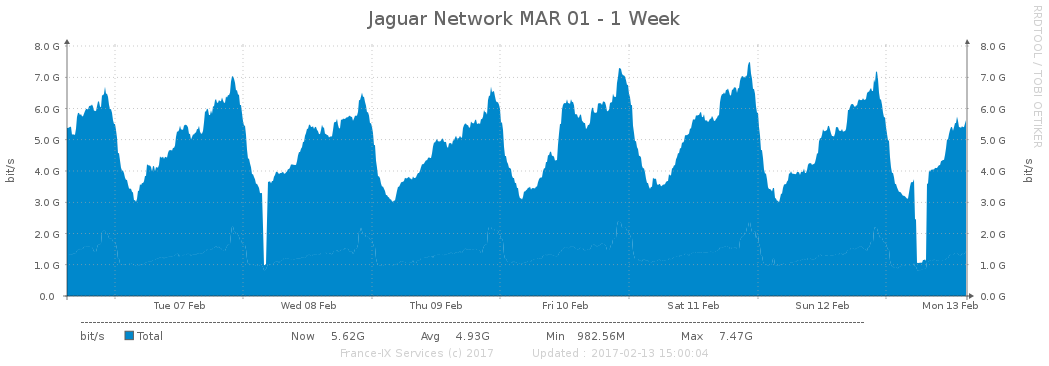 Jaguar Network MAR 01 - 1 Week
RRDTOOL / TOBI OETIKER
bit/s
8.0 G
7.0 G
6.0 G
5.0 G
4.0 G
3.0 G
2.0 G
1.0 G
0.0
8.0 G
7.0 G
6.0 G
5.0 G
4.0 G
3.0 G
2.0 G
1.0 G
0.0 G
bit/s
Tue 07 Feb Wed 08 Feb Thu 09 Feb Fri 10 Feb Sat 11 Feb Sun 12 Feb Mon 13 Feb
bit/s Total Now 5.62G Avg 4.93G Min 982.56M Max 7.47G
France-IX Services (c) 2017 Updated : 2017-02-13 15:00:04